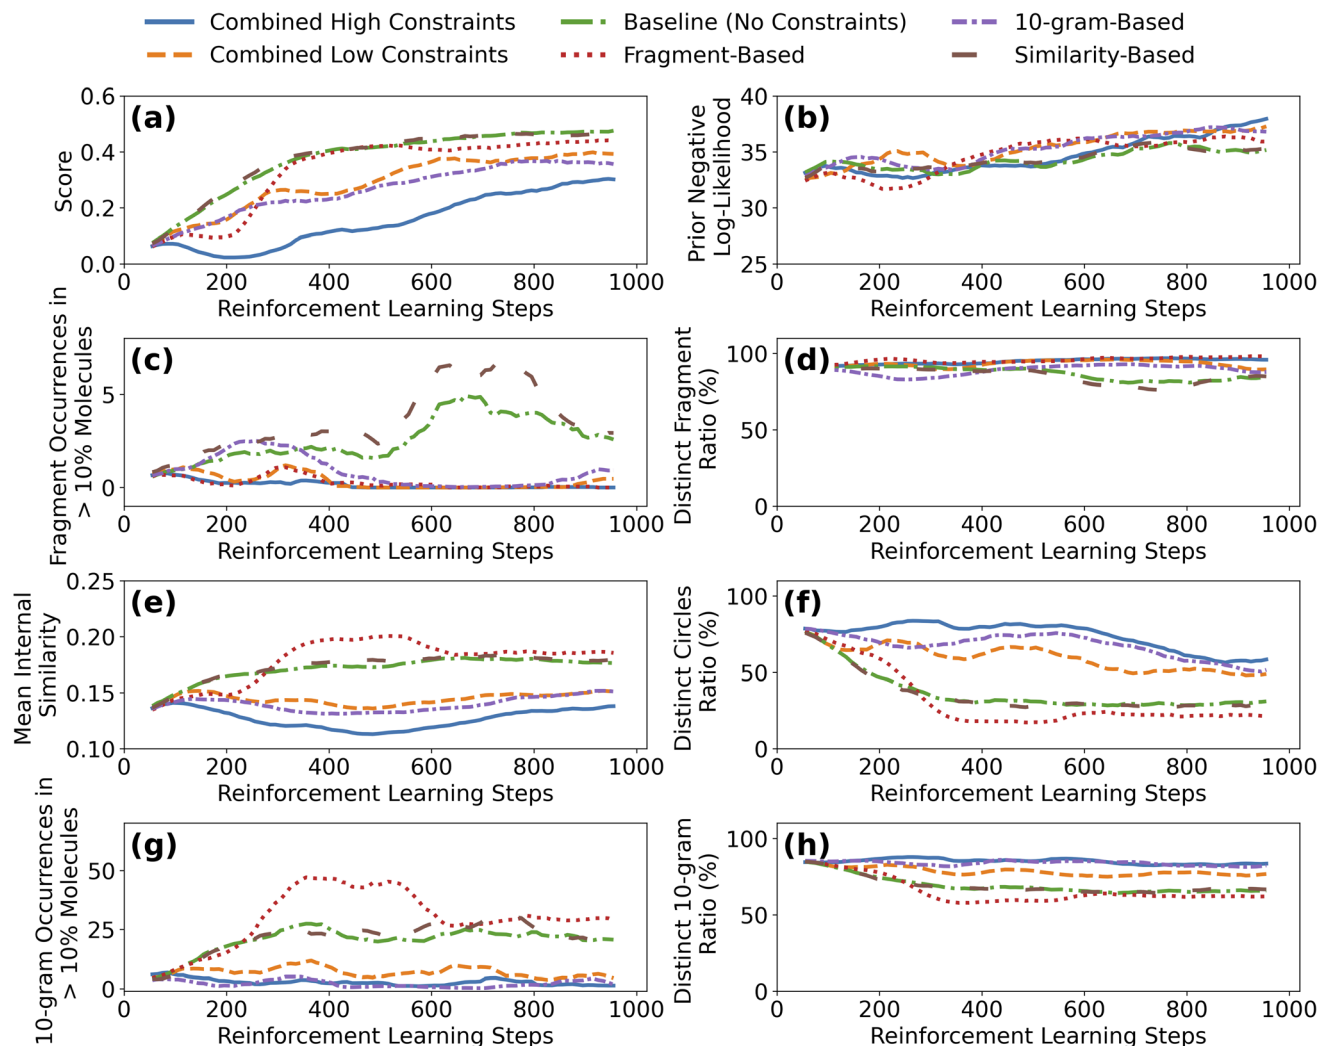 Combined High Constraints
Baseline (No Constraints)
10-gram-Based
Combined Low Constraints
Fragment-Based
Similarity-Based
(a)
Score
0.6
0.4
0.2
0.0
0 200 400 600 800 1000
Reinforcement Learning Steps
(b)
Prior Negative
Log-Likelihood
40
35
30
25
0 200 400 600 800 1000
Reinforcement Learning Steps
(c)
Fragment Occurrences in
> 10% Molecules
5
0
0 200 400 600 800 1000
Reinforcement Learning Steps
(d)
Distinct Fragment
Ratio (%)
100
50
0
0 200 400 600 800 1000
Reinforcement Learning Steps
(e)
Mean Internal
Similarity
0.25
0.20
0.15
0.10
0 200 400 600 800 1000
Reinforcement Learning Steps
(f)
Distinct Circles
Ratio (%)
100
50
0
0 200 400 600 800 1000
Reinforcement Learning Steps
(g)
10-gram Occurrences in
> 10% Molecules
50
25
0
0 200 400 600 800 1000
Reinforcement Learning Steps
(h)
Distinct 10-gram
Ratio (%)
100
50
0
0 200 400 600 800 1000
Reinforcement Learning Steps